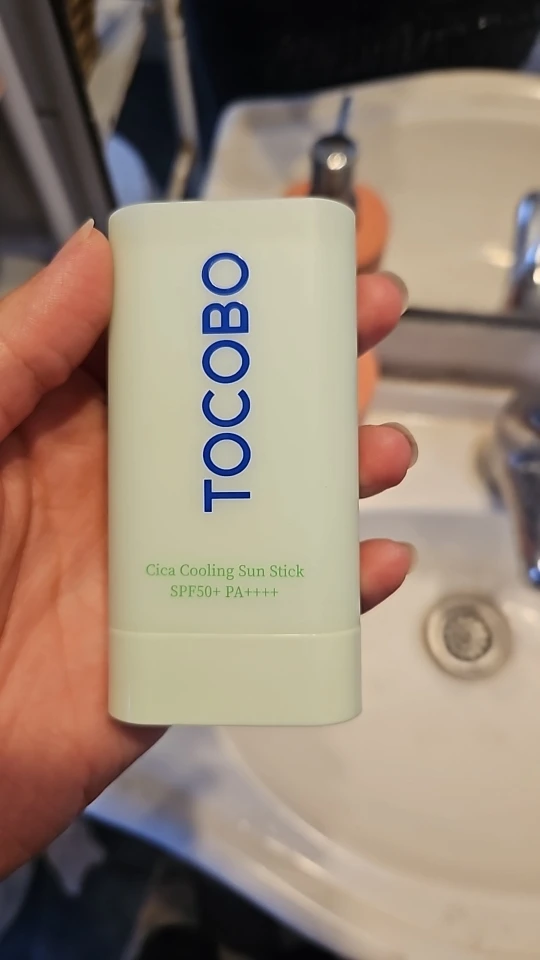 TOCOBO
Cica Cooling Sun Stick
SPF50+ PA++++